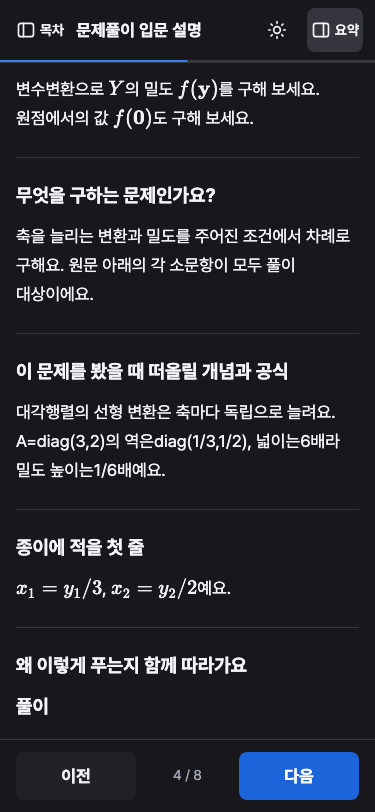 목차 문제풀이 입문 설명 요약
변수변환으로 Y의 밀도 f(y)를 구해 보세요.
원점에서의 값 f(0)도 구해 보세요.
무엇을 구하는 문제인가요?
축을 늘리는 변환과 밀도를 주어진 조건에서 차례로
구해요. 원문 아래의 각 소문항이 모두 풀이
대상이에요.
이 문제를 봤을 때 떠올릴 개념과 공식
대각행렬의 선형 변환은 축마다 독립으로 늘려요.
A=diag(3,2)의 역은diag(1/3,1/2), 넓이는6배라
밀도 높이는1/6배예요.
종이에 적을 첫 줄
x₁ = y₁/3, x₂ = y₂/2예요.
왜 이렇게 푸는지 함께 따라가요
풀이
이전 4 / 8 다음